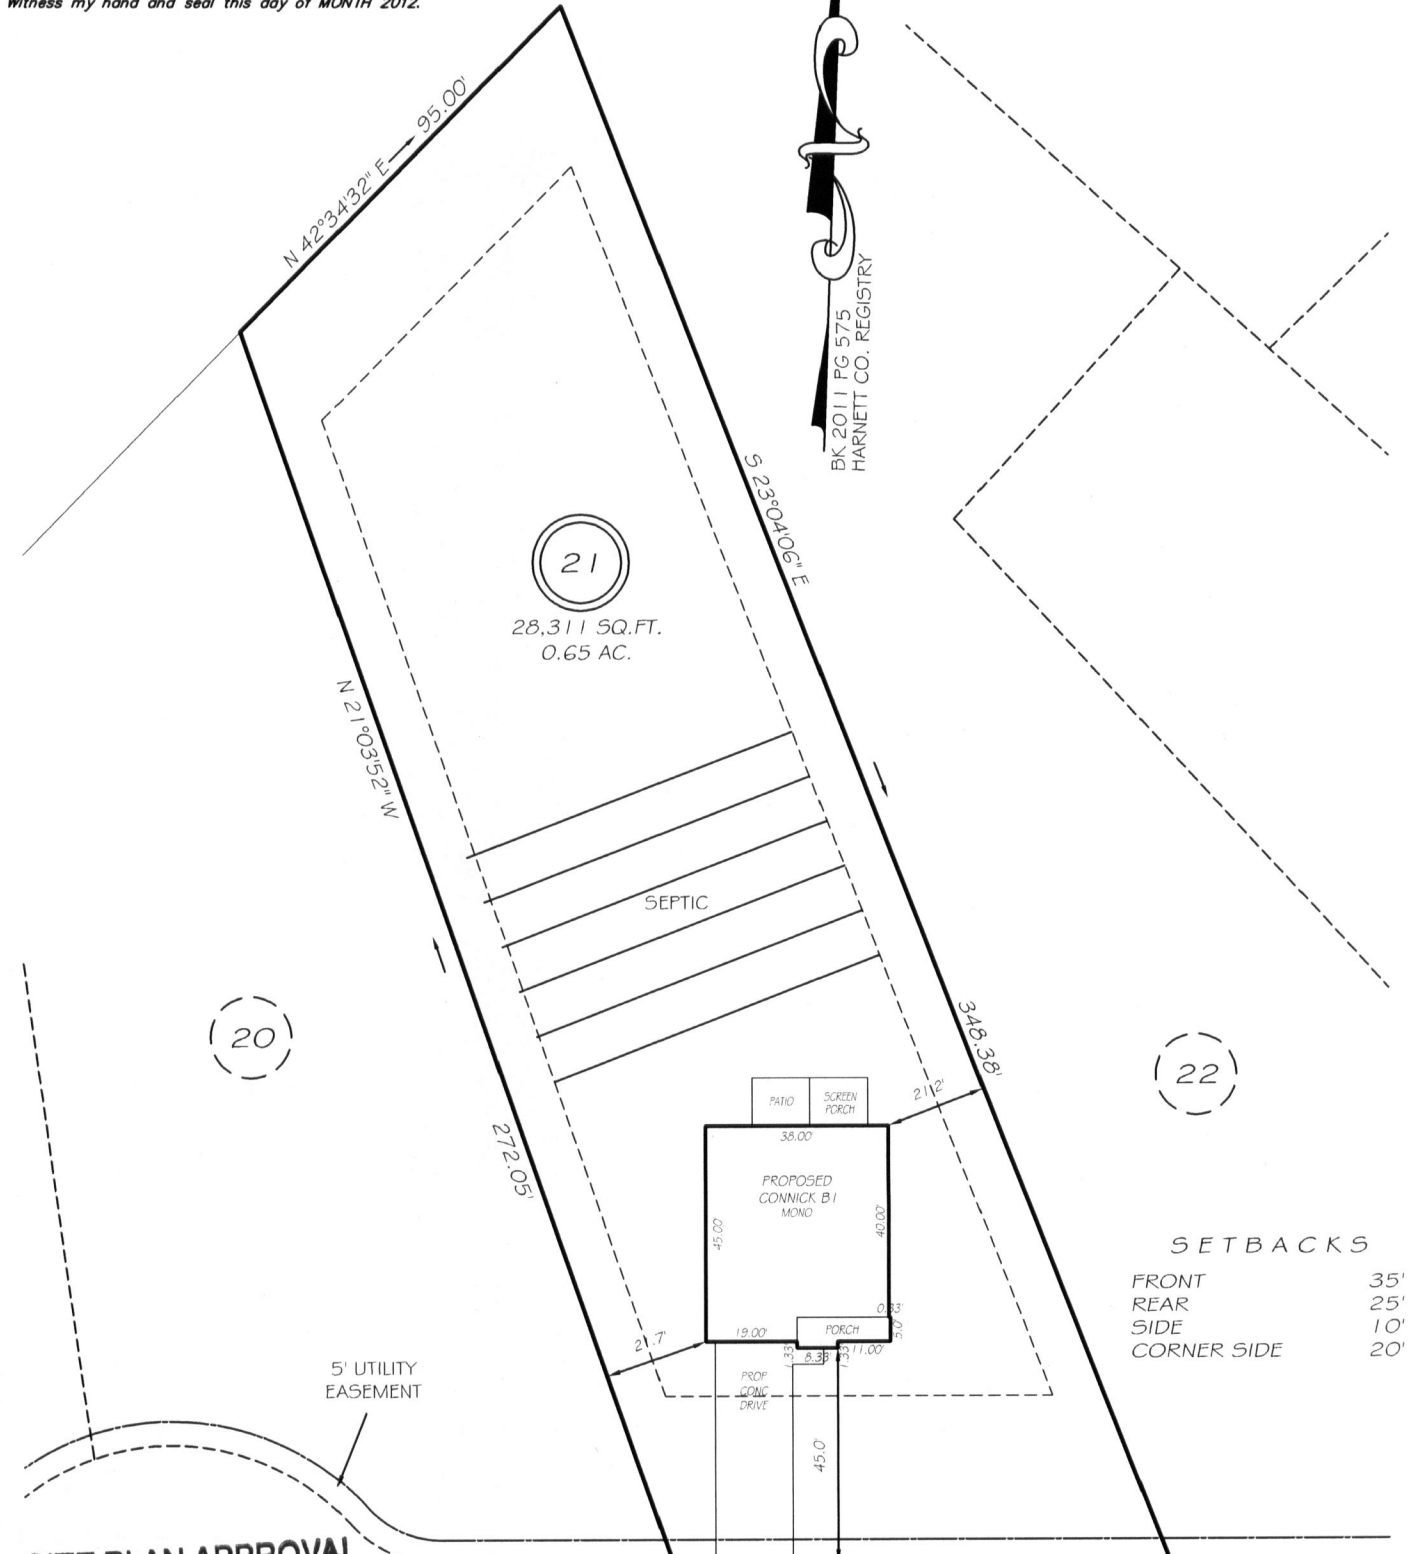 Witness my hand and seal this day of MONTH 2012.
N 42°34'32" E 95.00'
BK 2011 PG 575
HARNETT CO. REGISTRY
S 23°04'06" E
21
28,311 SQ.FT.
0.65 AC.
N 21°03'52" W
SEPTIC
20
348.38'
22
272.05'
PATIO
SCREEN
PORCH
21.2'
38.00'
PROPOSED
CONNICK B1
MONO
45.00'
40.00'
SETBACKS
FRONT 35'
REAR 25'
SIDE 10'
CORNER SIDE 20'
0.33'
19.00'
PORCH
5.0'
1.33'
8.33'
1.33'
11.00'
PROP
CONC
DRIVE
5' UTILITY
EASEMENT
45.0'
SITE PLAN APPROVAL